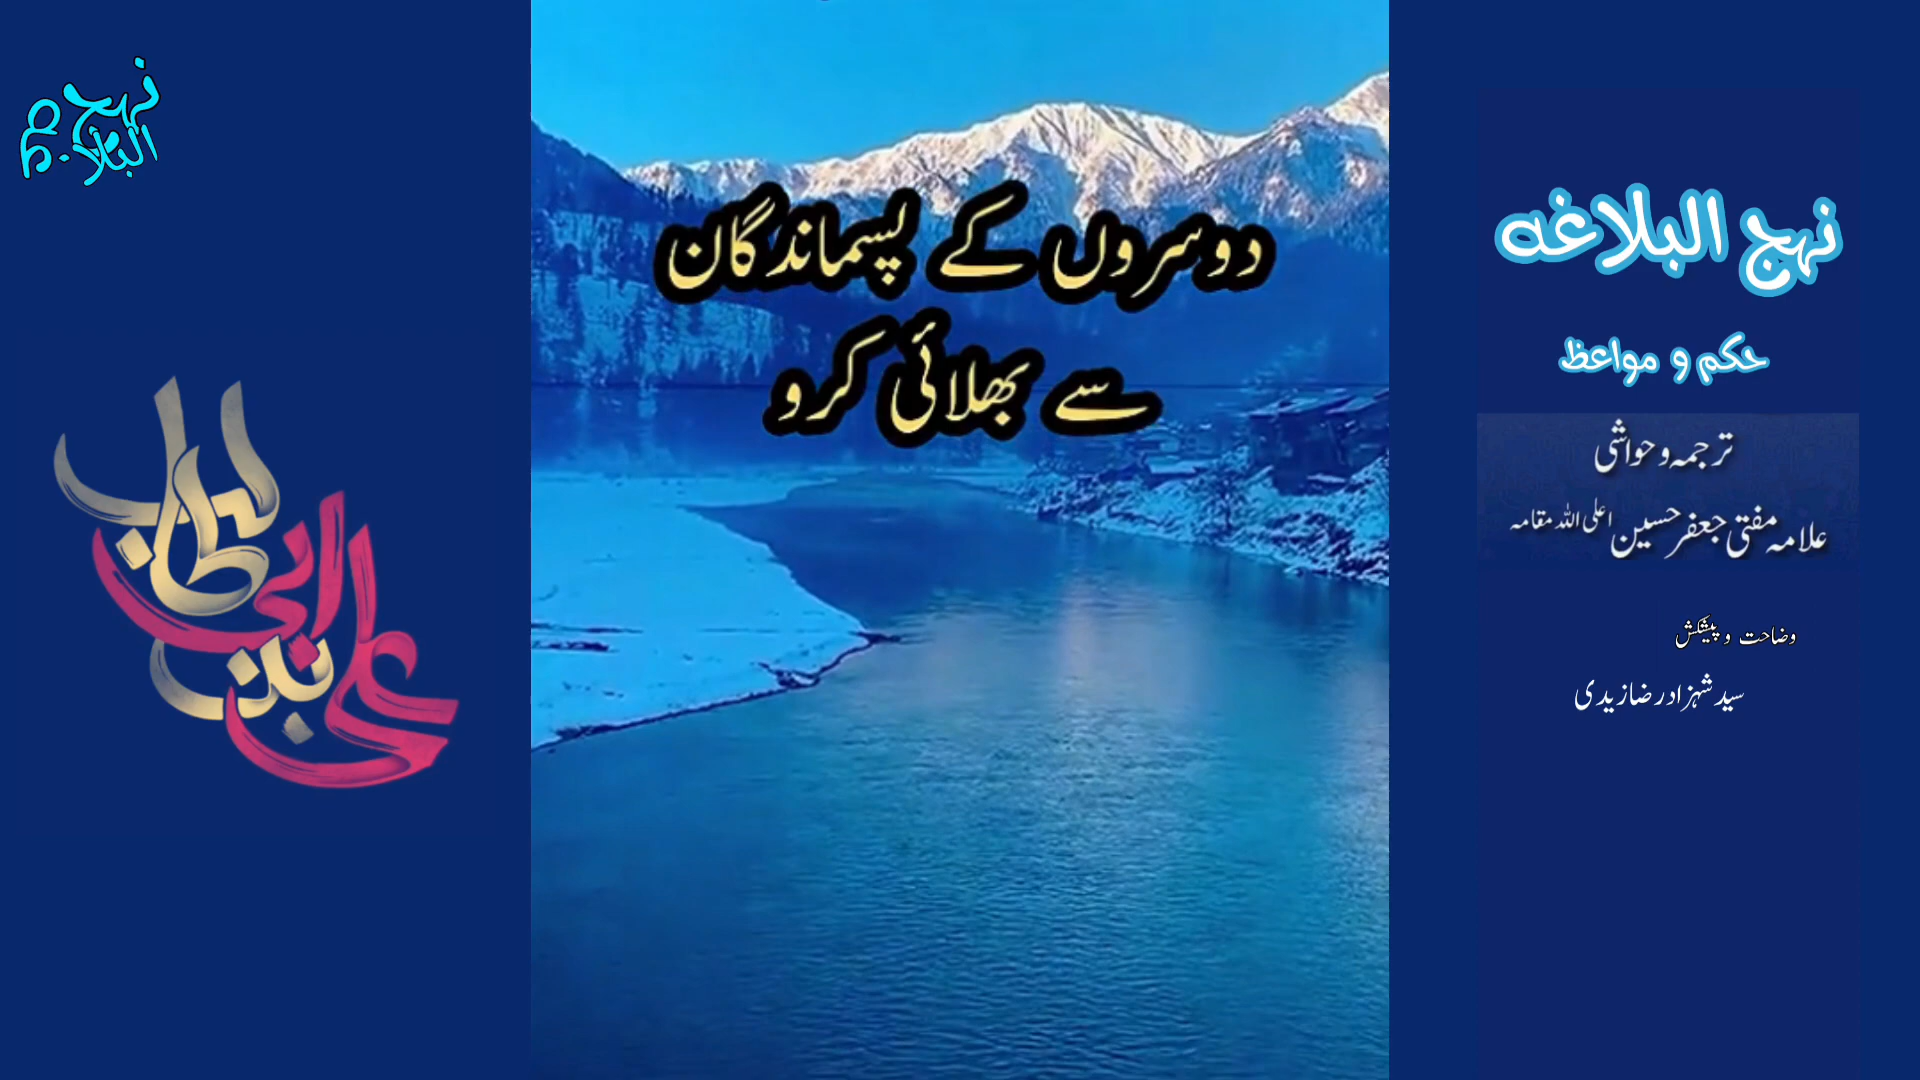 نہج البلاغہ
دوسروں کے پسماندگان
سے بھلائی کرو
علی بن ابی طالب
نہج البلاغہ
حکم و مواعظ
ترجمہ و حواشی
علامہ مفتی جعفر حسین اعلی اللہ مقامہ
وضاحت و پیشکش
سید شہزاد رضا زیدی